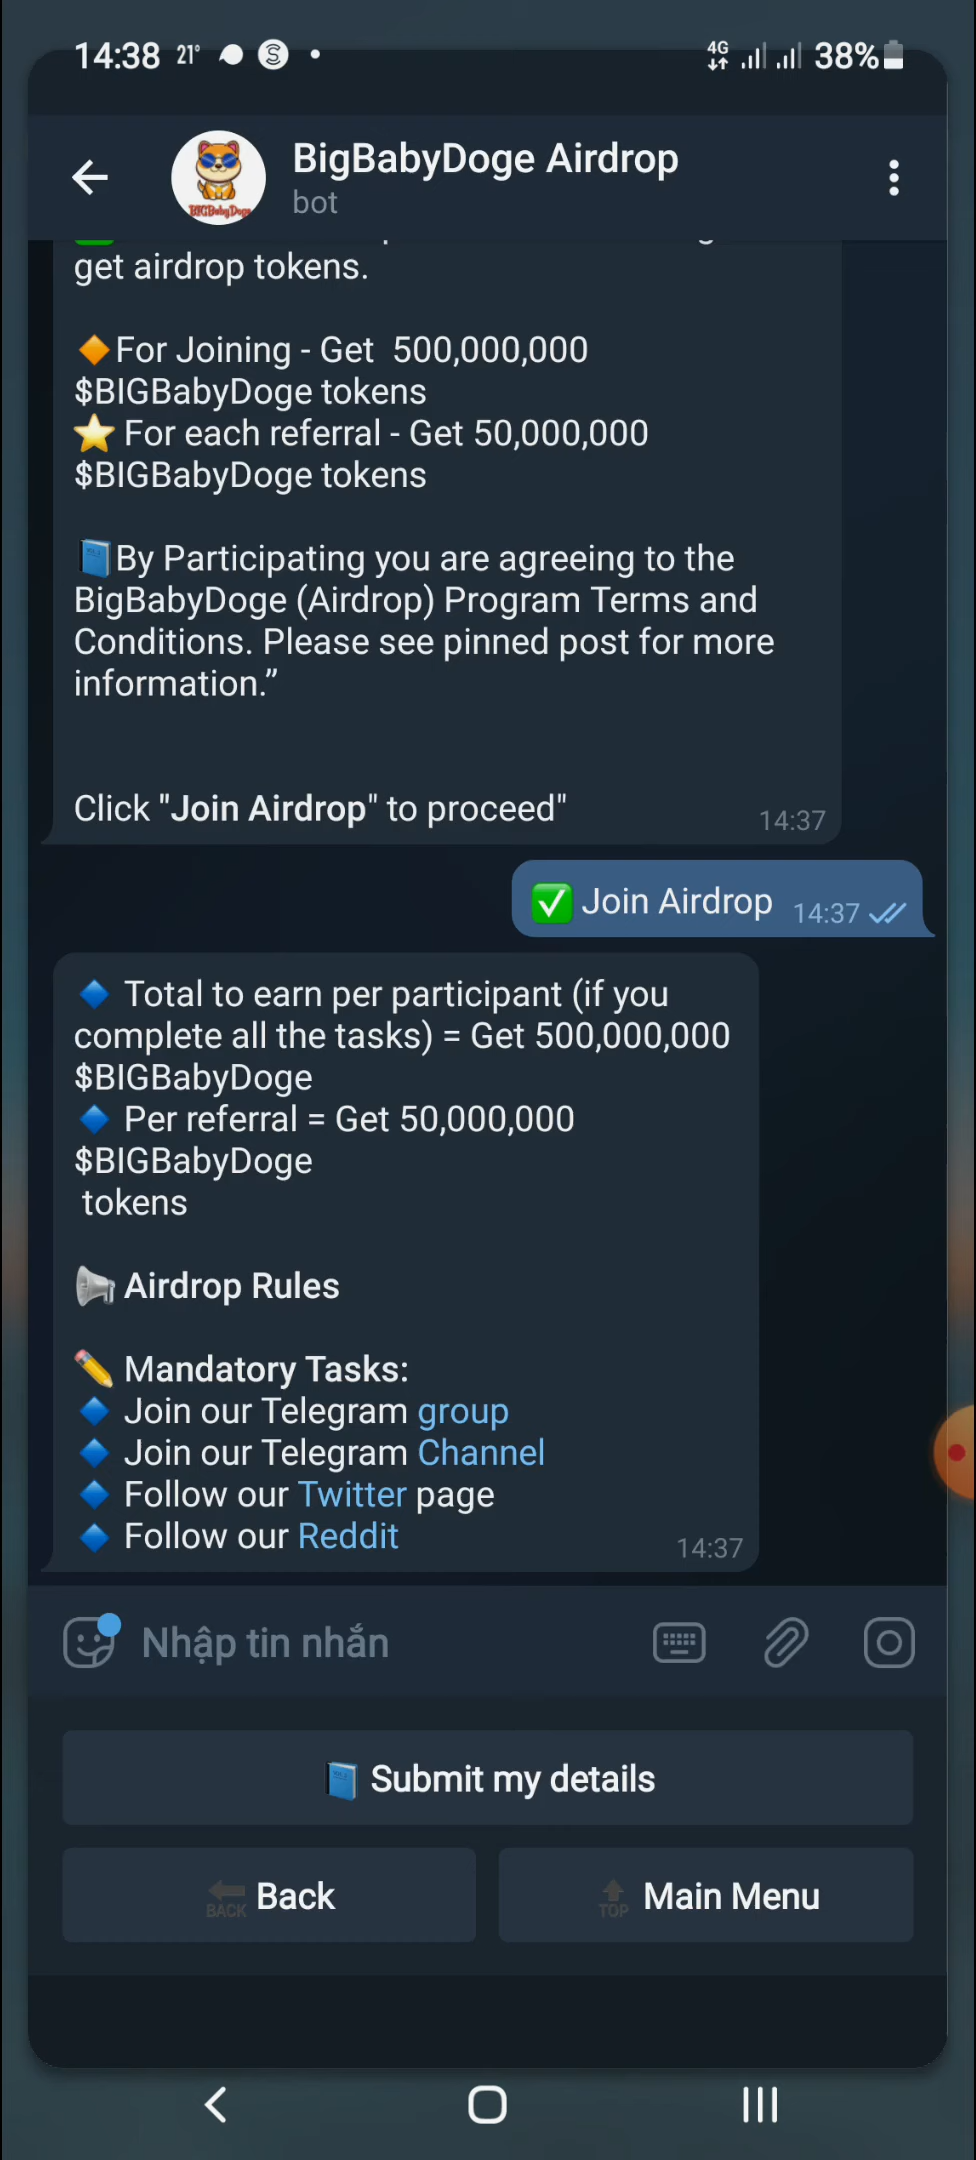 14:38 21°
4G 38%
BigBabyDoge Airdrop
bot
BIGBabyDoge
get airdrop tokens.
🔶For Joining - Get 500,000,000
$BIGBabyDoge tokens
⭐ For each referral - Get 50,000,000
$BIGBabyDoge tokens
📘By Participating you are agreeing to the
BigBabyDoge (Airdrop) Program Terms and
Conditions. Please see pinned post for more
information.”
Click "Join Airdrop" to proceed"
14:37
✅ Join Airdrop 14:37
🔹 Total to earn per participant (if you
complete all the tasks) = Get 500,000,000
$BIGBabyDoge
🔹 Per referral = Get 50,000,000
$BIGBabyDoge
tokens
📢 Airdrop Rules
✏️ Mandatory Tasks:
🔹 Join our Telegram group
🔹 Join our Telegram Channel
🔹 Follow our Twitter page
🔹 Follow our Reddit
14:37
Nhập tin nhắn
📘 Submit my details
BACK Back
TOP Main Menu